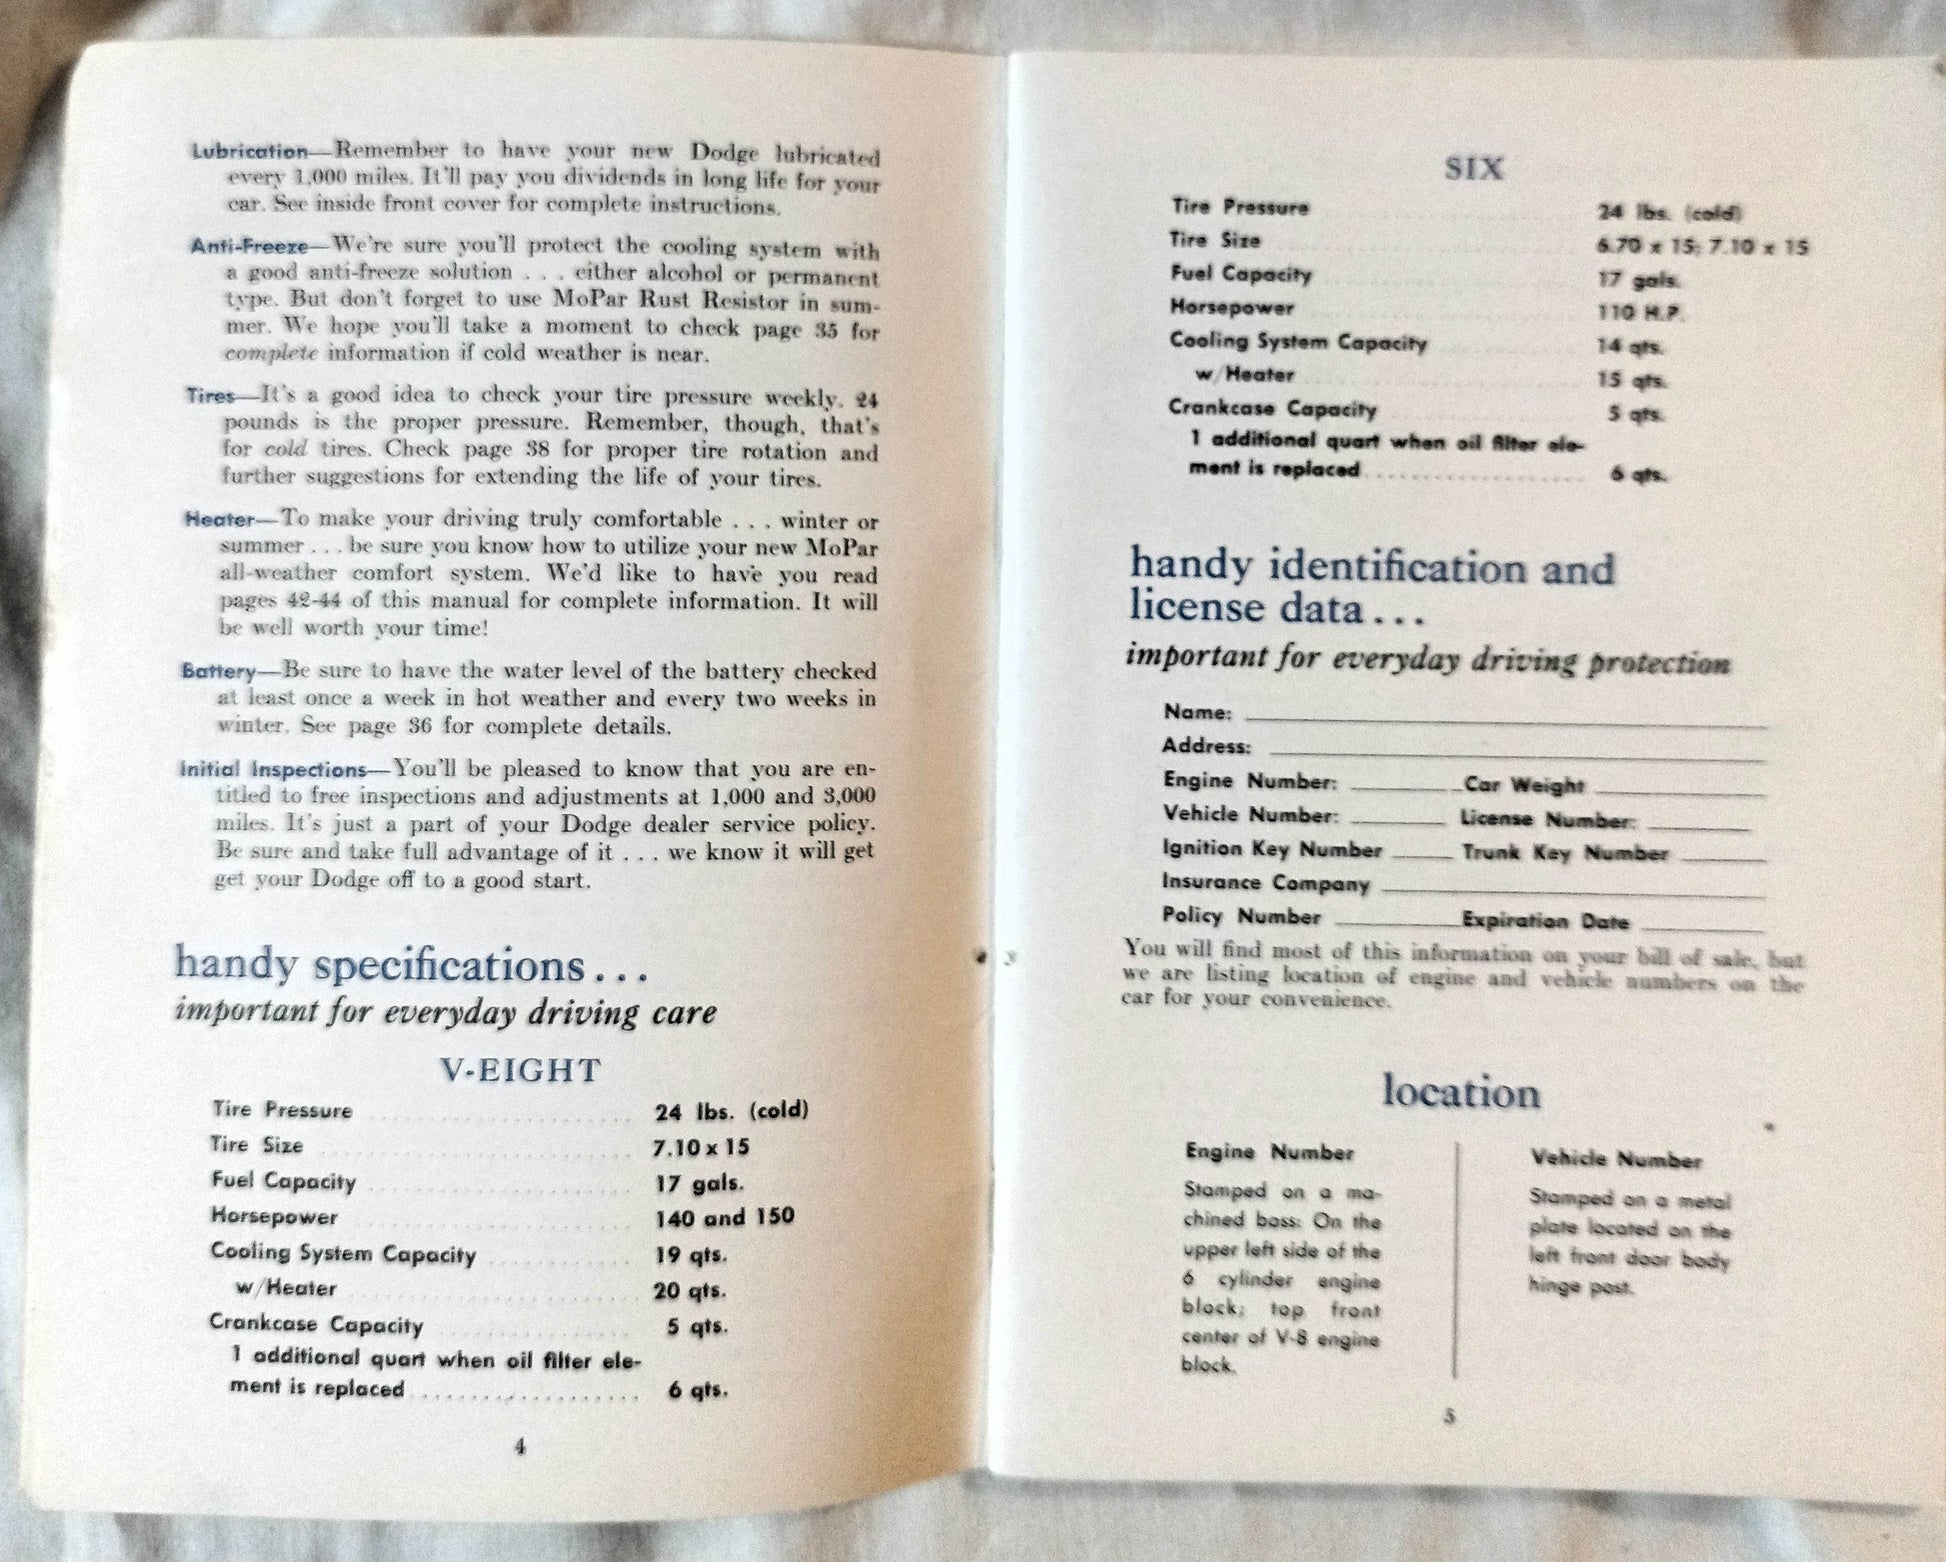 Lubrication—Remember to have your new Dodge lubricated
every 1,000 miles. It'll pay you dividends in long life for your
car. See inside front cover for complete instructions.
Anti-Freeze—We're sure you'll protect the cooling system with
a good anti-freeze solution . . . either alcohol or permanent
type. But don't forget to use MoPar Rust Resistor in sum-
mer. We hope you'll take a moment to check page 35 for
complete information if cold weather is near.
Tires—It's a good idea to check your tire pressure weekly. 24
pounds is the proper pressure. Remember, though, that's
for cold tires. Check page 38 for proper tire rotation and
further suggestions for extending the life of your tires.
Heater—To make your driving truly comfortable . . . winter or
summer . . . be sure you know how to utilize your new MoPar
all-weather comfort system. We'd like to have you read
pages 42-44 of this manual for complete information. It will
be well worth your time!
Battery—Be sure to have the water level of the battery checked
at least once a week in hot weather and every two weeks in
winter. See page 36 for complete details.
Initial Inspections—You'll be pleased to know that you are en-
titled to free inspections and adjustments at 1,000 and 3,000
miles. It's just a part of your Dodge dealer service policy.
Be sure and take full advantage of it . . . we know it will get
get your Dodge off to a good start.
handy specifications . . .
important for everyday driving care
V-EIGHT
Tire Pressure 24 lbs. (cold)
Tire Size 7.10 x 15
Fuel Capacity 17 gals.
Horsepower 140 and 150
Cooling System Capacity 19 qts.
w/Heater 20 qts.
Crankcase Capacity 5 qts.
1 additional quart when oil filter ele-
ment is replaced 6 qts.
4
SIX
Tire Pressure 24 lbs. (cold)
Tire Size 6.70 x 15; 7.10 x 15
Fuel Capacity 17 gals.
Horsepower 110 H.P.
Cooling System Capacity 14 qts.
w/Heater 15 qts.
Crankcase Capacity 5 qts.
1 additional quart when oil filter ele-
ment is replaced 6 qts.
handy identification and
license data . . .
important for everyday driving protection
Name:
Address:
Engine Number: Car Weight
Vehicle Number: License Number:
Ignition Key Number Trunk Key Number
Insurance Company
Policy Number Expiration Date
You will find most of this information on your bill of sale, but
we are listing location of engine and vehicle numbers on the
car for your convenience.
location
Engine Number
Stamped on a ma-
chined boss: On the
upper left side of the
6 cylinder engine
block; top front
center of V-8 engine
block.
Vehicle Number
Stamped on a metal
plate located on the
left front door body
hinge post.
5